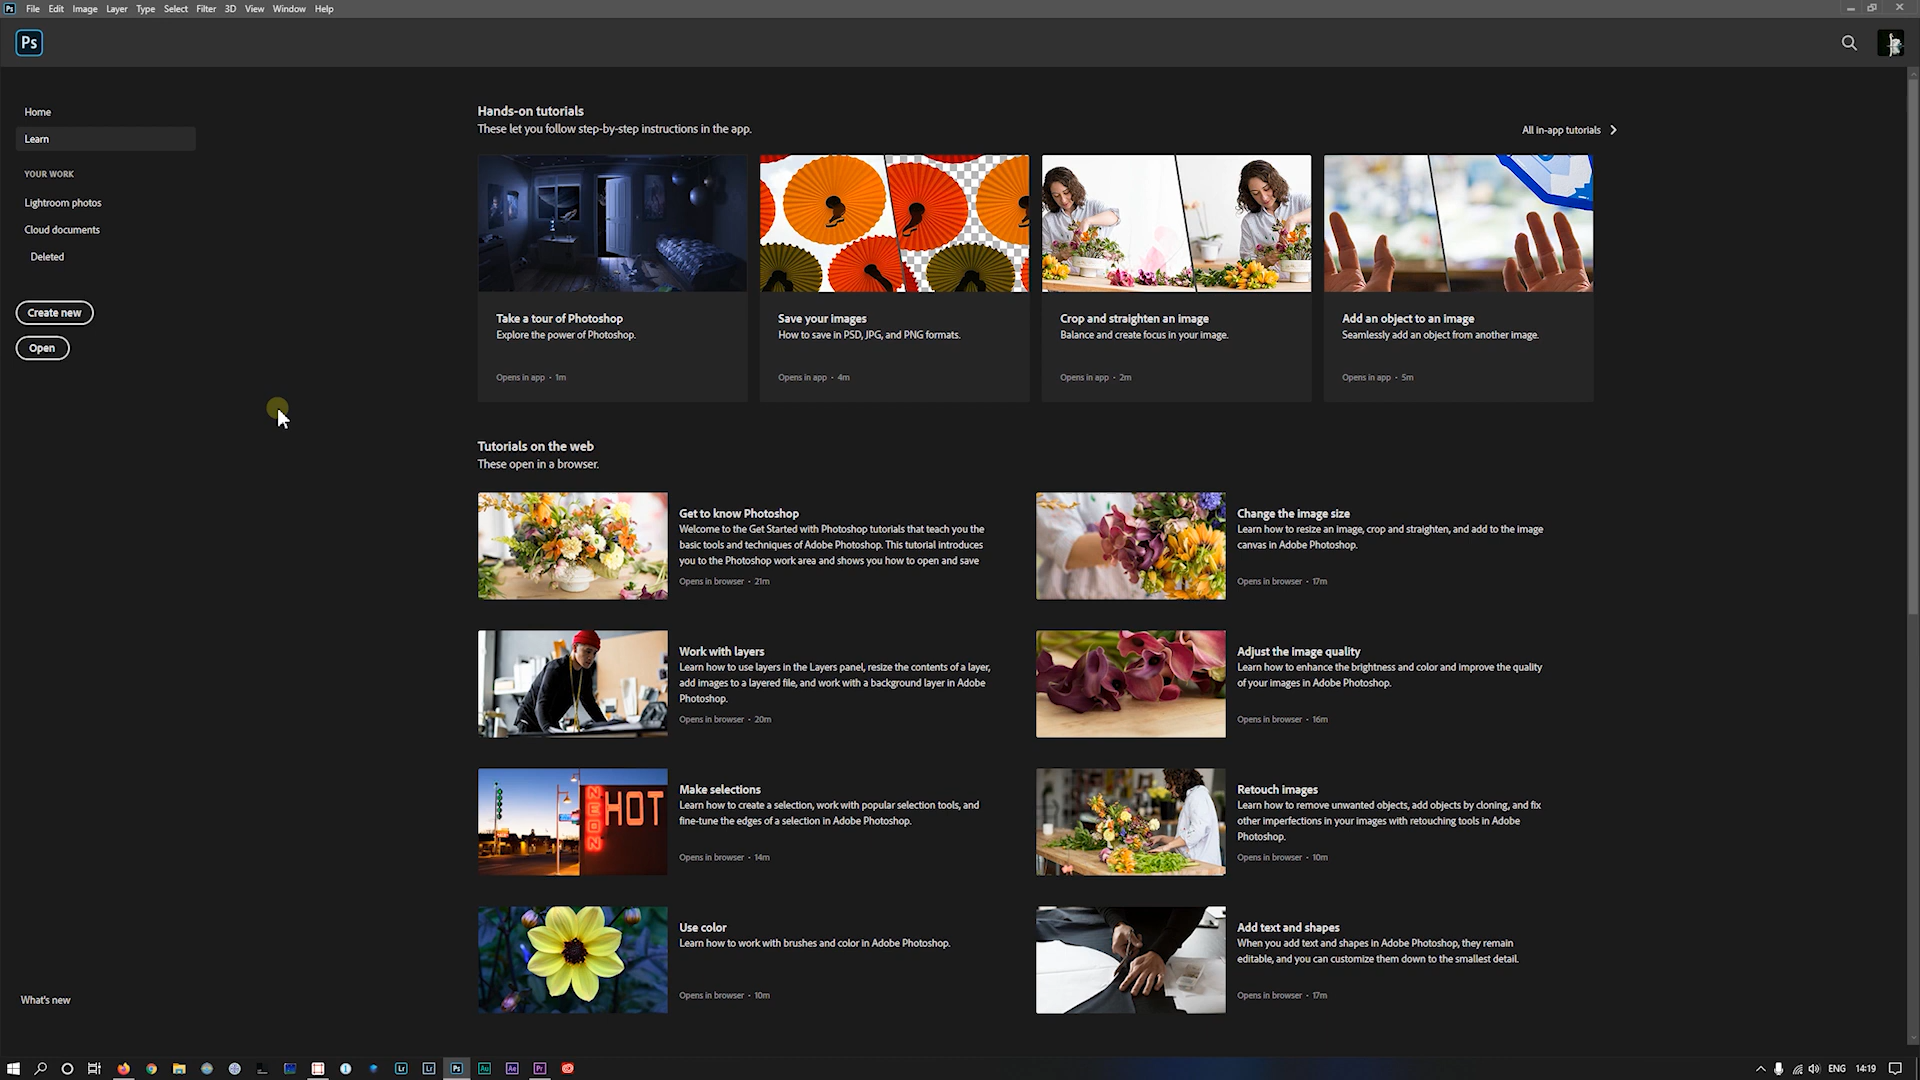 Ps File Edit Image Layer Type Select Filter 3D View Window Help
Ps
Home
Learn
YOUR WORK
Lightroom photos
Cloud documents
Deleted
Create new
Open
What's new
Hands-on tutorials
These let you follow step-by-step instructions in the app.
All in-app tutorials
Take a tour of Photoshop
Explore the power of Photoshop.
Opens in app • 1m
Save your images
How to save in PSD, JPG, and PNG formats.
Opens in app • 4m
Crop and straighten an image
Balance and create focus in your image.
Opens in app • 2m
Add an object to an image
Seamlessly add an object from another image.
Opens in app • 5m
Tutorials on the web
These open in a browser.
Get to know Photoshop
Welcome to the Get Started with Photoshop tutorials that teach you the
basic tools and techniques of Adobe Photoshop. This tutorial introduces
you to the Photoshop work area and shows you how to open and save
Opens in browser • 21m
Change the image size
Learn how to resize an image, crop and straighten, and add to the image
canvas in Adobe Photoshop.
Opens in browser • 17m
Work with layers
Learn how to use layers in the Layers panel, resize the contents of a layer,
add images to a layered file, and work with a background layer in Adobe
Photoshop.
Opens in browser • 20m
Adjust the image quality
Learn how to enhance the brightness and color and improve the quality
of your images in Adobe Photoshop.
Opens in browser • 16m
NEON
HOT
Make selections
Learn how to create a selection, work with popular selection tools, and
fine-tune the edges of a selection in Adobe Photoshop.
Opens in browser • 14m
Retouch images
Learn how to remove unwanted objects, add objects by cloning, and fix
other imperfections in your images with retouching tools in Adobe
Photoshop.
Opens in browser • 10m
Use color
Learn how to work with brushes and color in Adobe Photoshop.
Opens in browser • 10m
Add text and shapes
When you add text and shapes in Adobe Photoshop, they remain
editable, and you can customize them down to the smallest detail.
Opens in browser • 17m
Lr Lr Ps Au Ae Pr
ENG 14:19